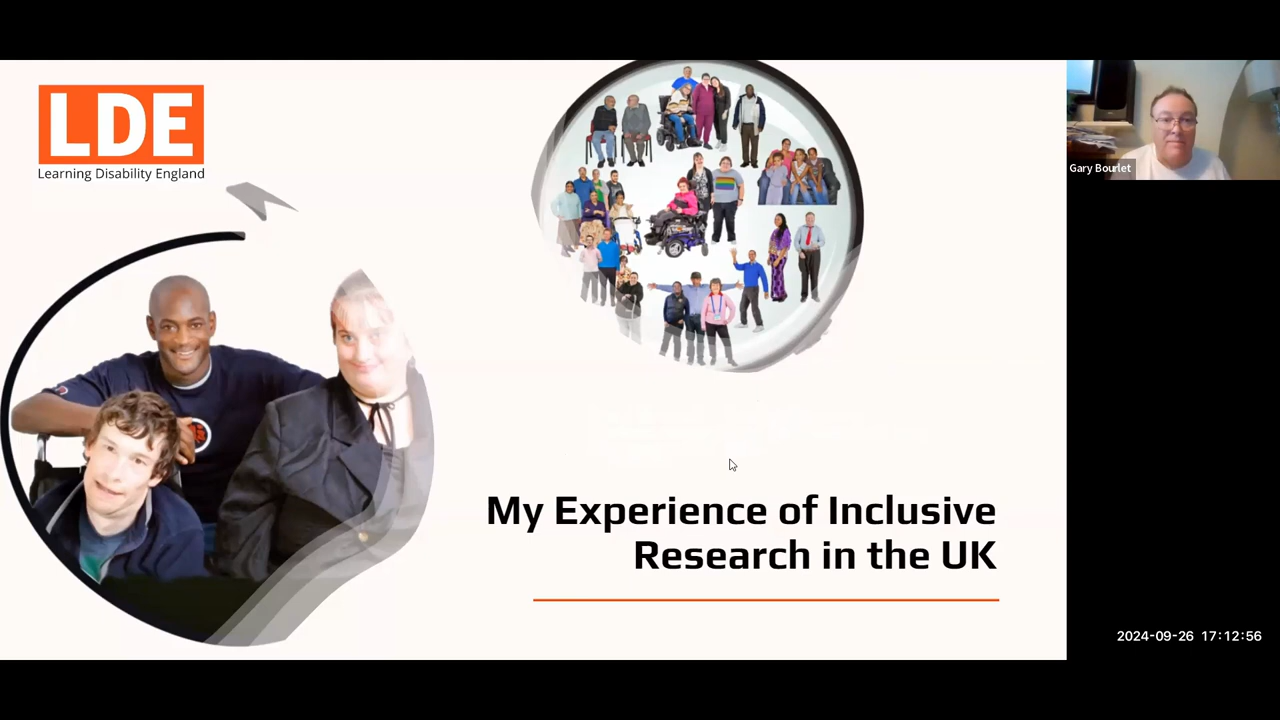 LDE
Learning Disability England
My Experience of Inclusive
Research in the UK
Gary Bourlet
2024-09-26 17:12:56